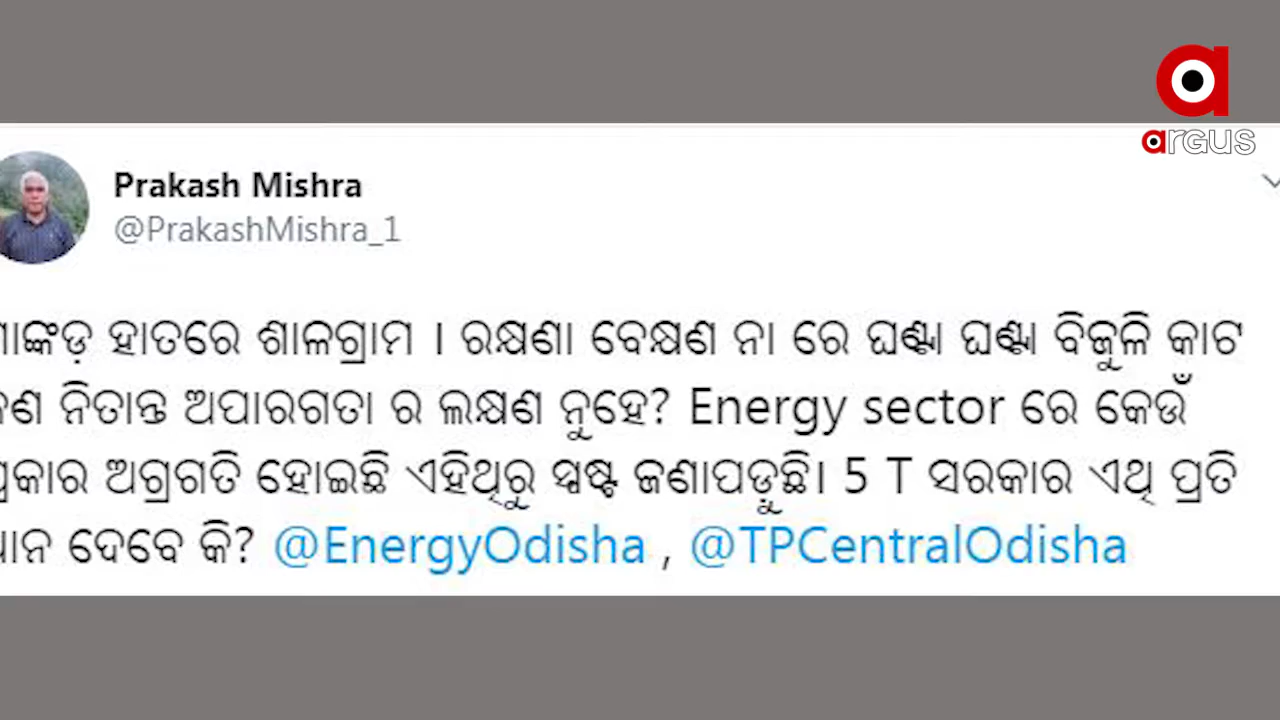 argus
Prakash Mishra
@PrakashMishra_1
ହାତରେ ଶାଳଗ୍ରାମ । ରକ୍ଷଣା ବେକ୍ଷଣ ନା ରେ ଘଣ୍ଟା ଘଣ୍ଟା ବିଜୁଳି କାଟ
ନିତାନ୍ତ ଅପାରଗତା ର ଲକ୍ଷଣ ନୁହେ? Energy sector ରେ କେଉଁ
ଅଗ୍ରଗତି ହୋଇଛି ଏହିଥିରୁ ସ୍ପଷ୍ଟ ଜଣାପଡୁଛି। 5 T ସରକାର ଏଥି ପ୍ରତି
ଦେବେ କି? @EnergyOdisha , @TPCentralOdisha